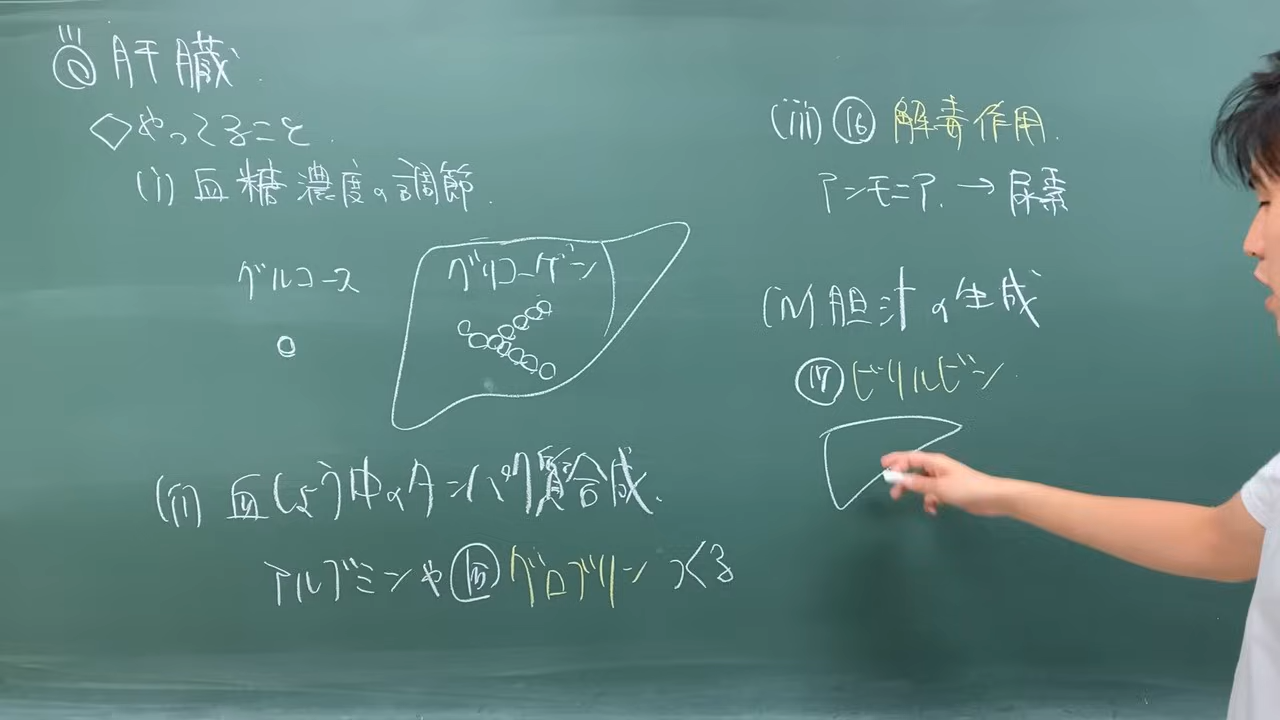 ◎肝臓
◇やってること
(i) 血糖濃度の調節
グルコース
グリコーゲン
(ii) 血しょう中のタンパク質合成
アルブミンや⑮グロブリンつくる
(iii) ⑯ 解毒作用
アンモニア → 尿素
(iv) 胆汁の生成
⑰ビリルビン